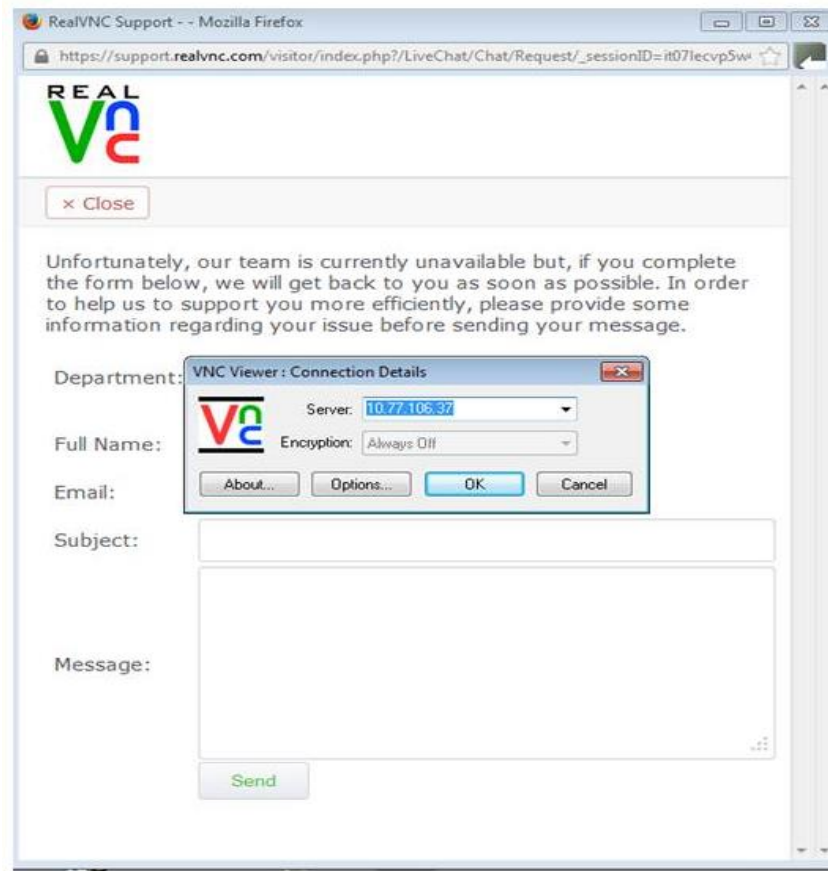 RealVNC Support - - Mozilla Firefox
https://support.realvnc.com/visitor/index.php?/LiveChat/Chat/Request/_sessionID=it07lecvp5w
REAL
Vnc
× Close
Unfortunately, our team is currently unavailable but, if you complete
the form below, we will get back to you as soon as possible. In order
to help us to support you more efficiently, please provide some
information regarding your issue before sending your message.
Department:
VNC Viewer : Connection Details
Vnc
Server: 10.77.106.37
Encryption: Always Off
About... Options... OK Cancel
Full Name:
Email:
Subject:
Message:
Send